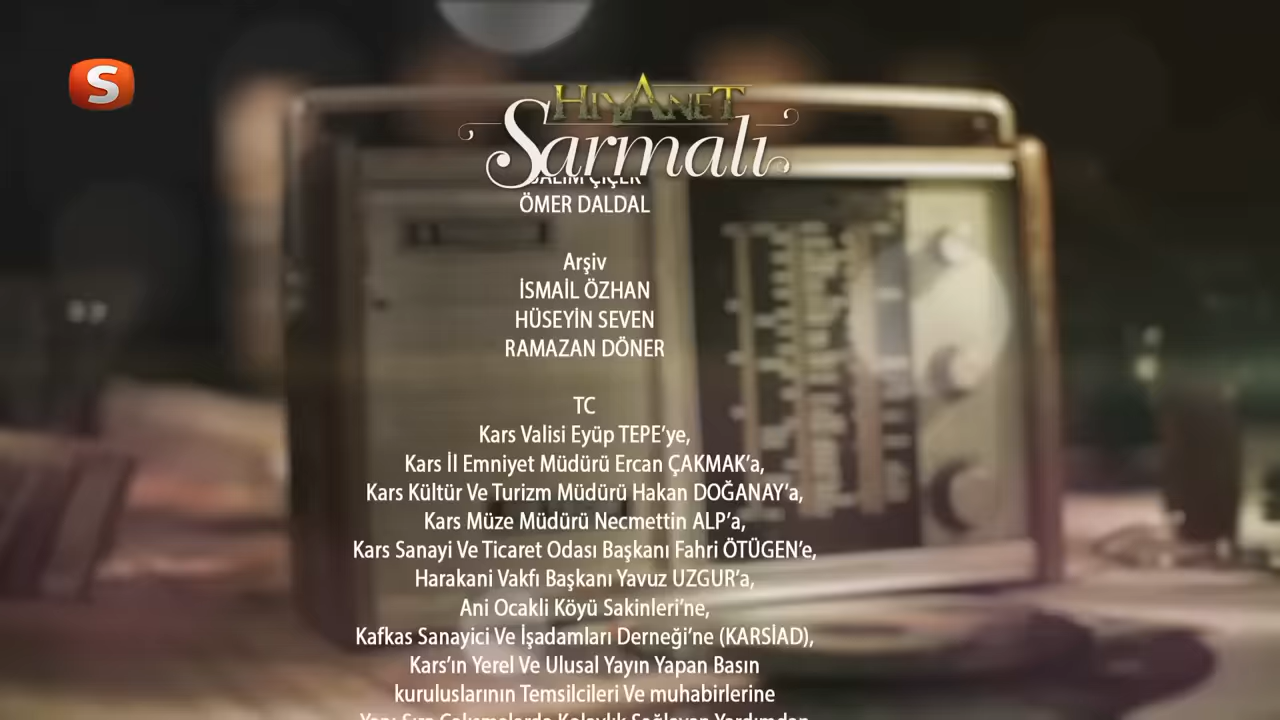 S
HIYANET
Sarmalı
SALİM ÇİÇEK
ÖMER DALDAL
Arşiv
İSMAİL ÖZHAN
HÜSEYİN SEVEN
RAMAZAN DÖNER
TC
Kars Valisi Eyüp TEPE’ye,
Kars İl Emniyet Müdürü Ercan ÇAKMAK’a,
Kars Kültür Ve Turizm Müdürü Hakan DOĞANAY’a,
Kars Müze Müdürü Necmettin ALP’a,
Kars Sanayi Ve Ticaret Odası Başkanı Fahri ÖTÜGEN’e,
Harakani Vakfı Başkanı Yavuz UZGUR’a,
Ani Ocakli Köyü Sakinleri’ne,
Kafkas Sanayici Ve İşadamları Derneği’ne (KARSİAD),
Kars’ın Yerel Ve Ulusal Yayın Yapan Basın
kuruluslarının Temsilcileri Ve muhabirlerine